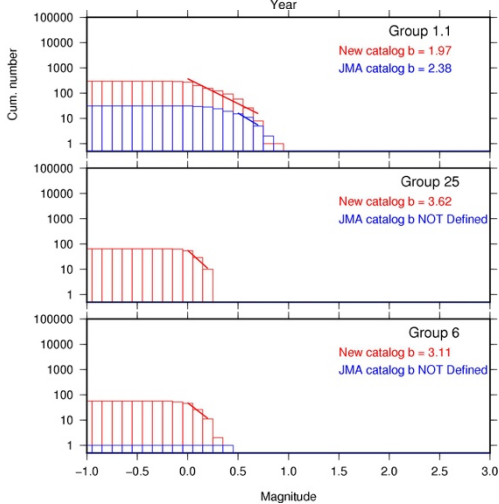 Year
Cum. number
100000
10000
1000
100
10
1
Group 1.1
New catalog b = 1.97
JMA catalog b = 2.38
100000
10000
1000
100
10
1
Group 25
New catalog b = 3.62
JMA catalog b NOT Defined
100000
10000
1000
100
10
1
Group 6
New catalog b = 3.11
JMA catalog b NOT Defined
−1.0 −0.5 0.0 0.5 1.0 1.5 2.0 2.5 3.0
Magnitude